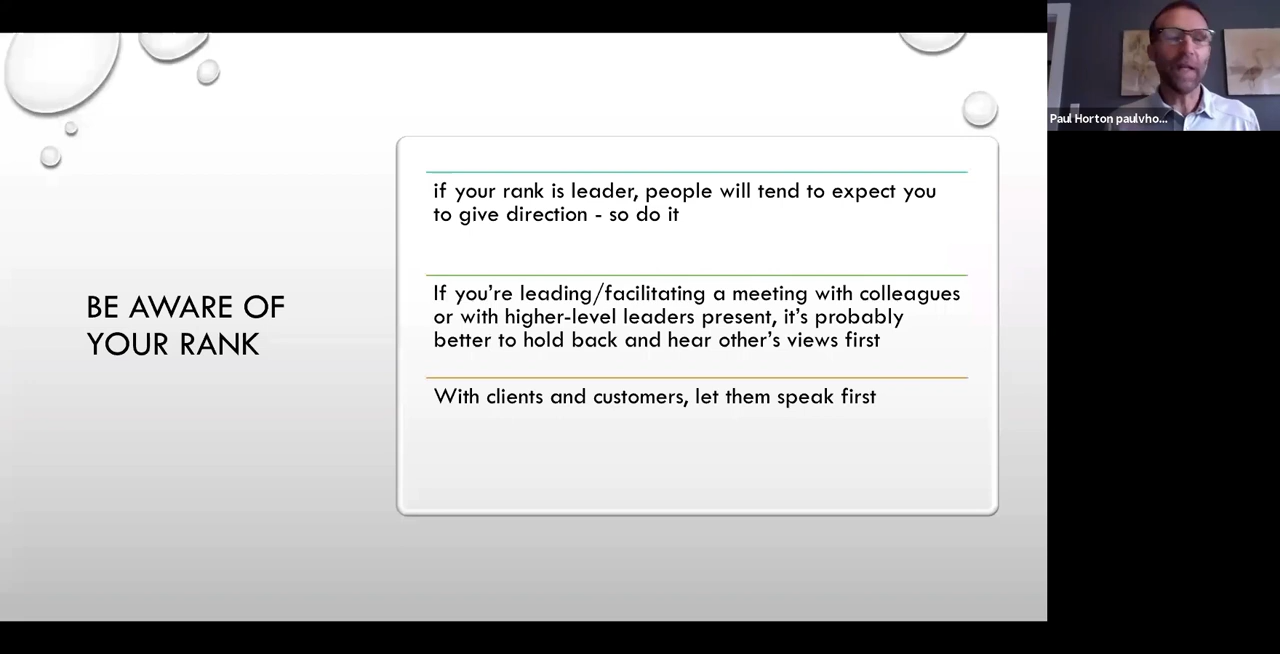 BE AWARE OF
YOUR RANK
if your rank is leader, people will tend to expect you
to give direction - so do it
If you're leading/facilitating a meeting with colleagues
or with higher-level leaders present, it's probably
better to hold back and hear other's views first
With clients and customers, let them speak first
Paul Horton paulvho...